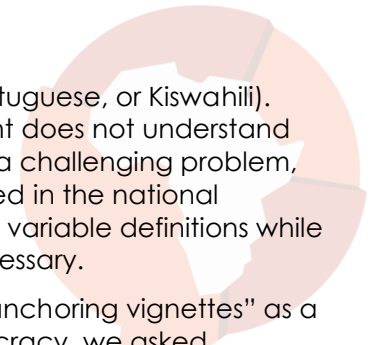 tuguese, or Kiswahili).
nt does not understand
a challenging problem,
ed in the national
variable definitions while
essary.
nchoring vignettes” as a
cracy, we asked